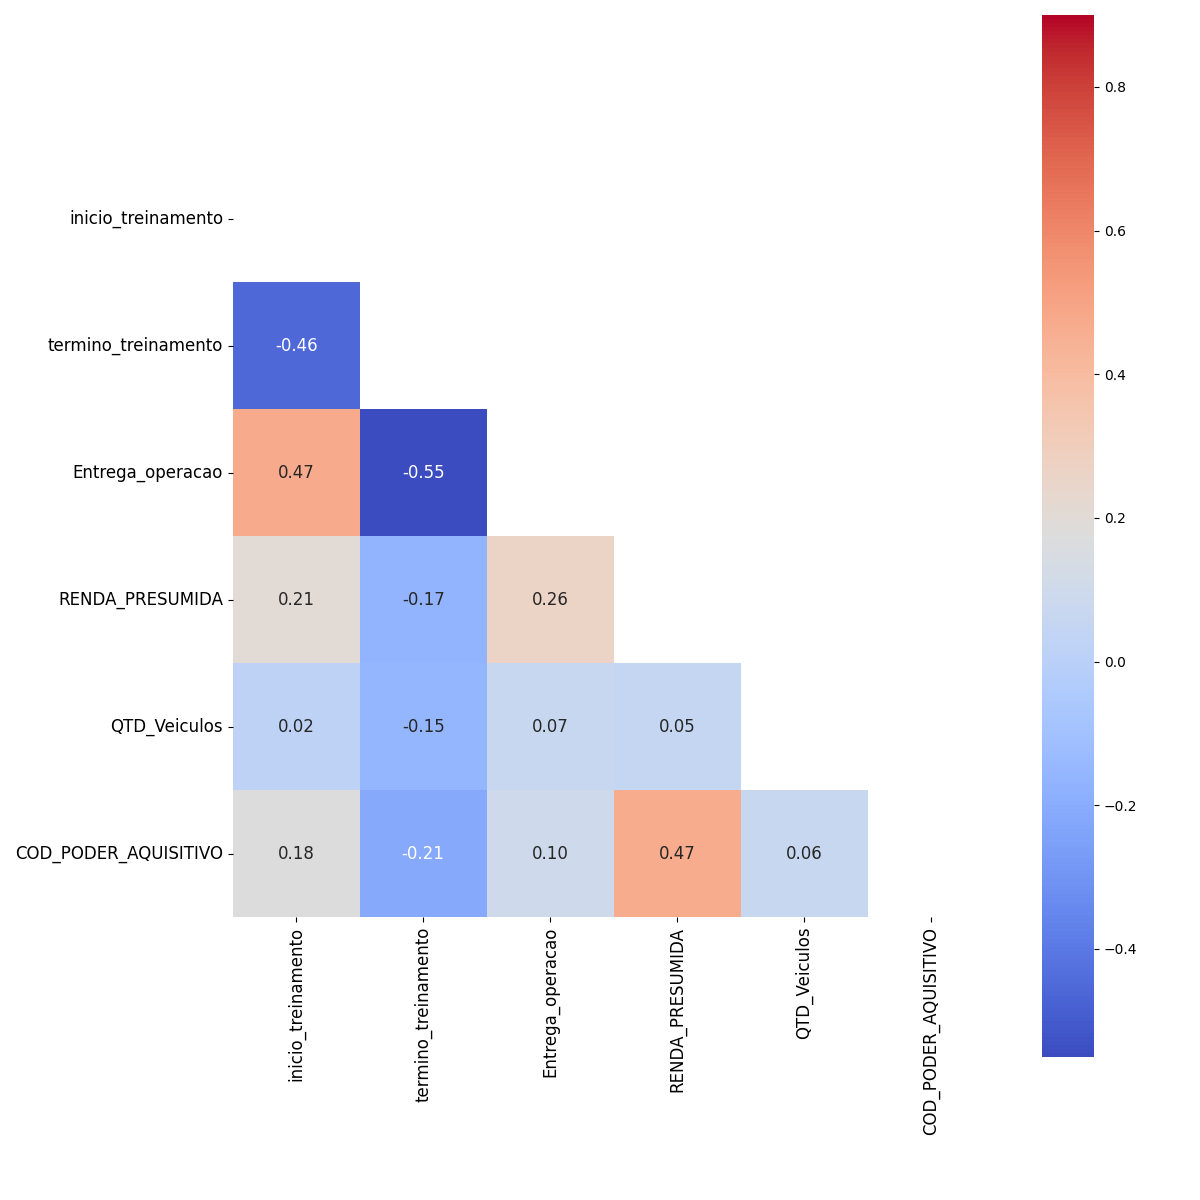 0.8
0.6
0.4
0.2
0.0
−0.2
−0.4
inicio_treinamento
termino_treinamento -0.46
Entrega_operacao 0.47 -0.55
RENDA_PRESUMIDA 0.21 -0.17 0.26
QTD_Veiculos 0.02 -0.15 0.07 0.05
COD_PODER_AQUISITIVO 0.18 -0.21 0.10 0.47 0.06
inicio_treinamento
termino_treinamento
Entrega_operacao
RENDA_PRESUMIDA
QTD_Veiculos
COD_PODER_AQUISITIVO